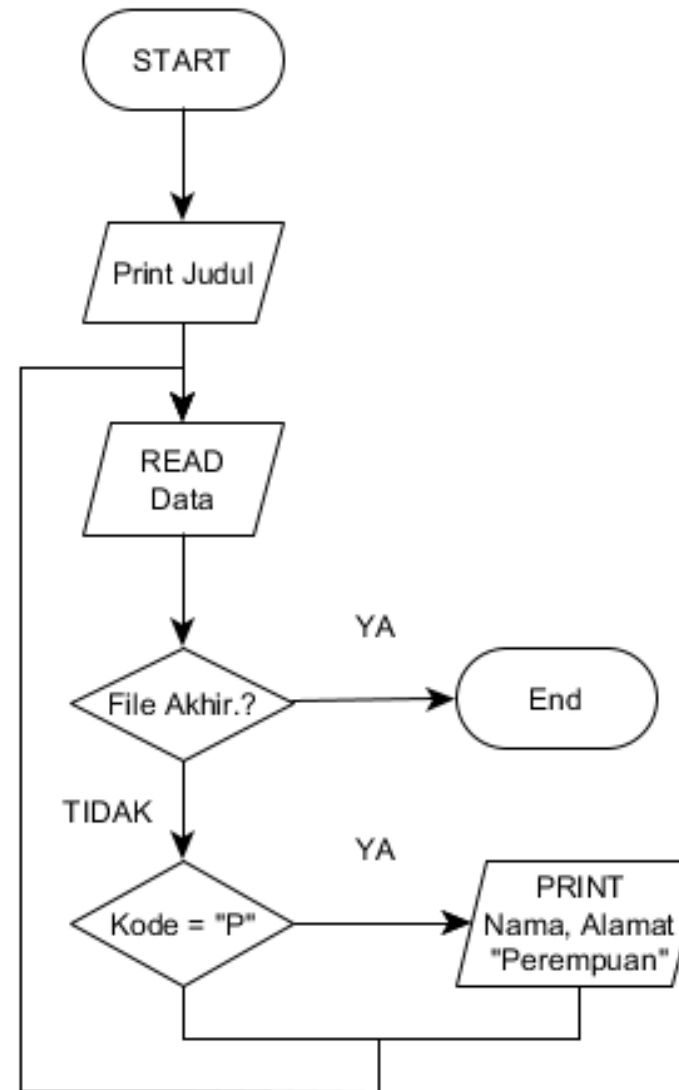 START
Print Judul
READ
Data
YA
File Akhir.?
End
TIDAK
YA
Kode = "P"
PRINT
Nama, Alamat
"Perempuan"